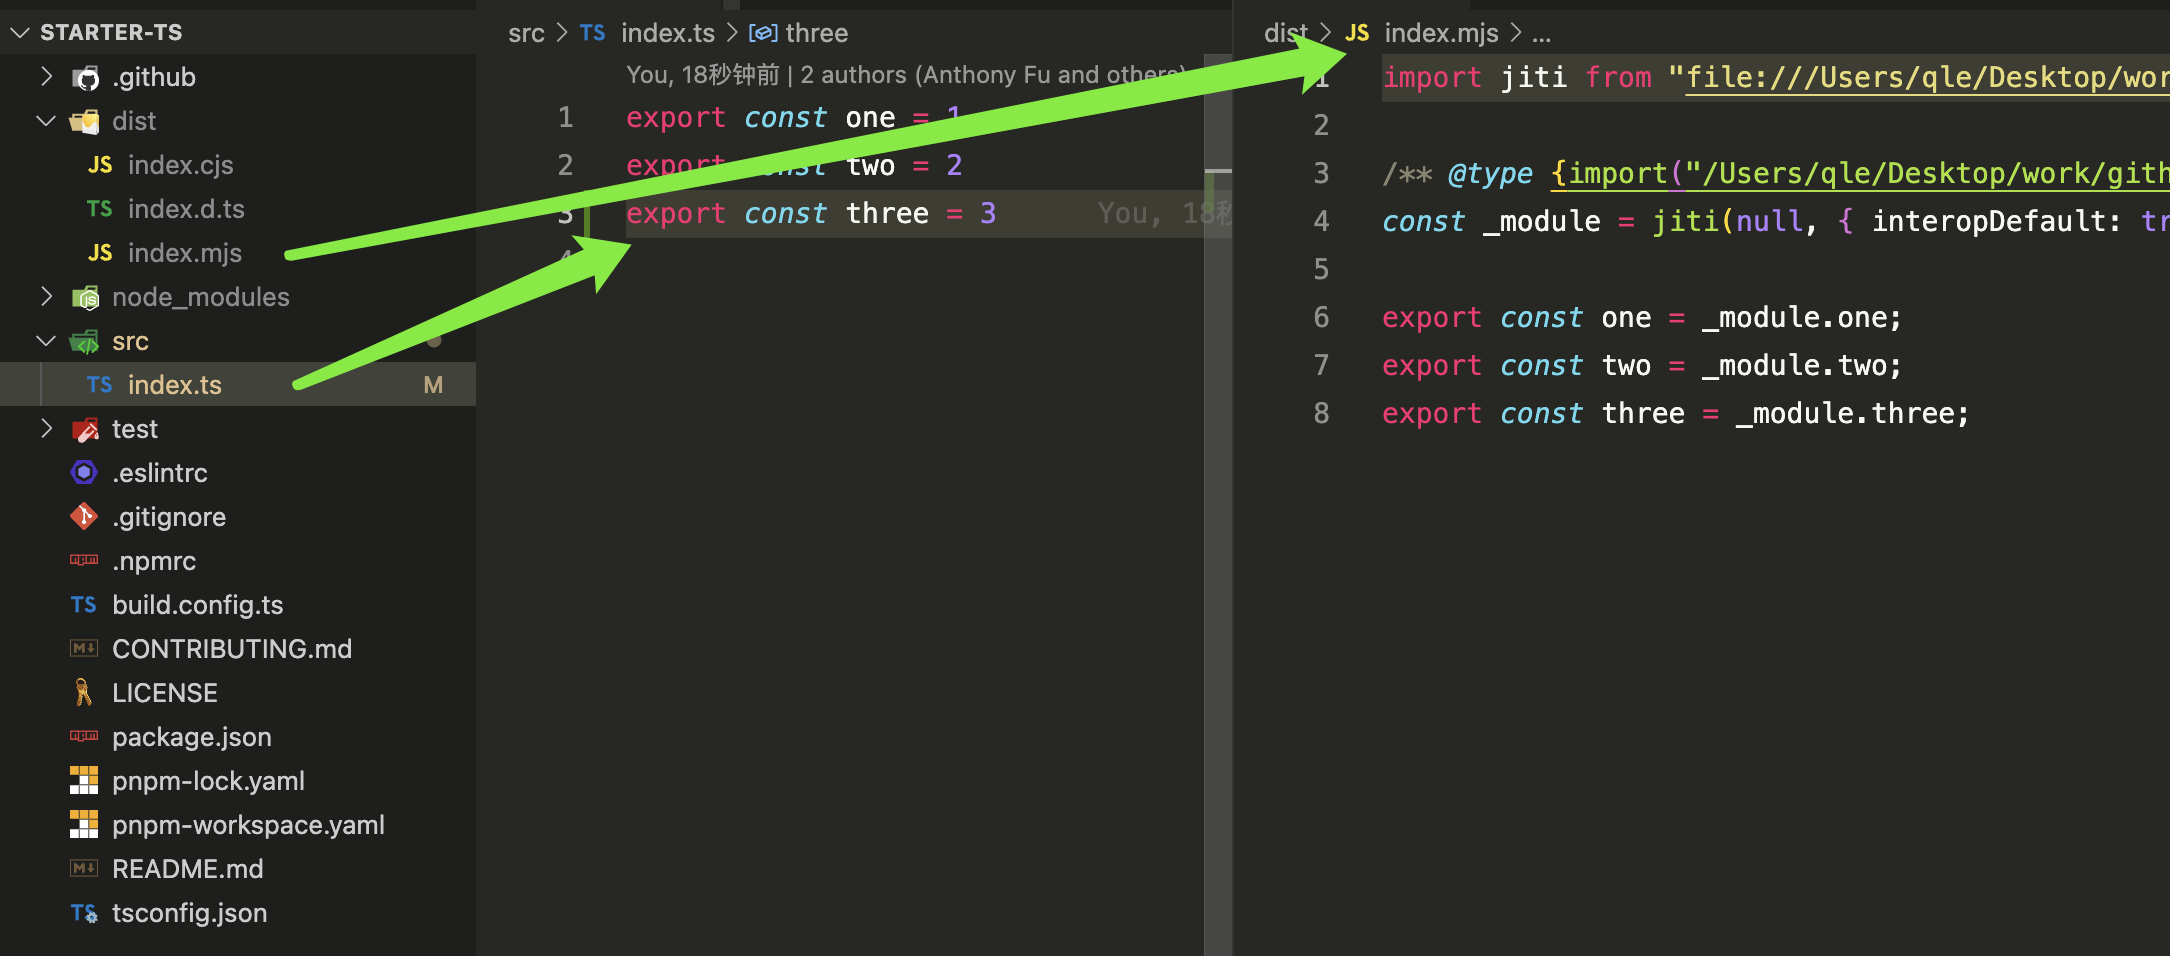 STARTER-TS
.github
dist
JS index.cjs
TS index.d.ts
JS index.mjs
node_modules
src
TS index.ts M
test
.eslintrc
.gitignore
.npmrc
TS build.config.ts
CONTRIBUTING.md
LICENSE
package.json
pnpm-lock.yaml
pnpm-workspace.yaml
README.md
TS tsconfig.json
src > TS index.ts > three
You, 18秒钟前 | 2 authors (Anthony Fu and others)
1 export const one = 1
2 export const two = 2
3 export const three = 3 You, 18秒
4
dist > JS index.mjs > ...
1 import jiti from "file:///Users/qle/Desktop/wor
2
3 /** @type {import("/Users/qle/Desktop/work/gith
4 const _module = jiti(null, { interopDefault: tr
5
6 export const one = _module.one;
7 export const two = _module.two;
8 export const three = _module.three;